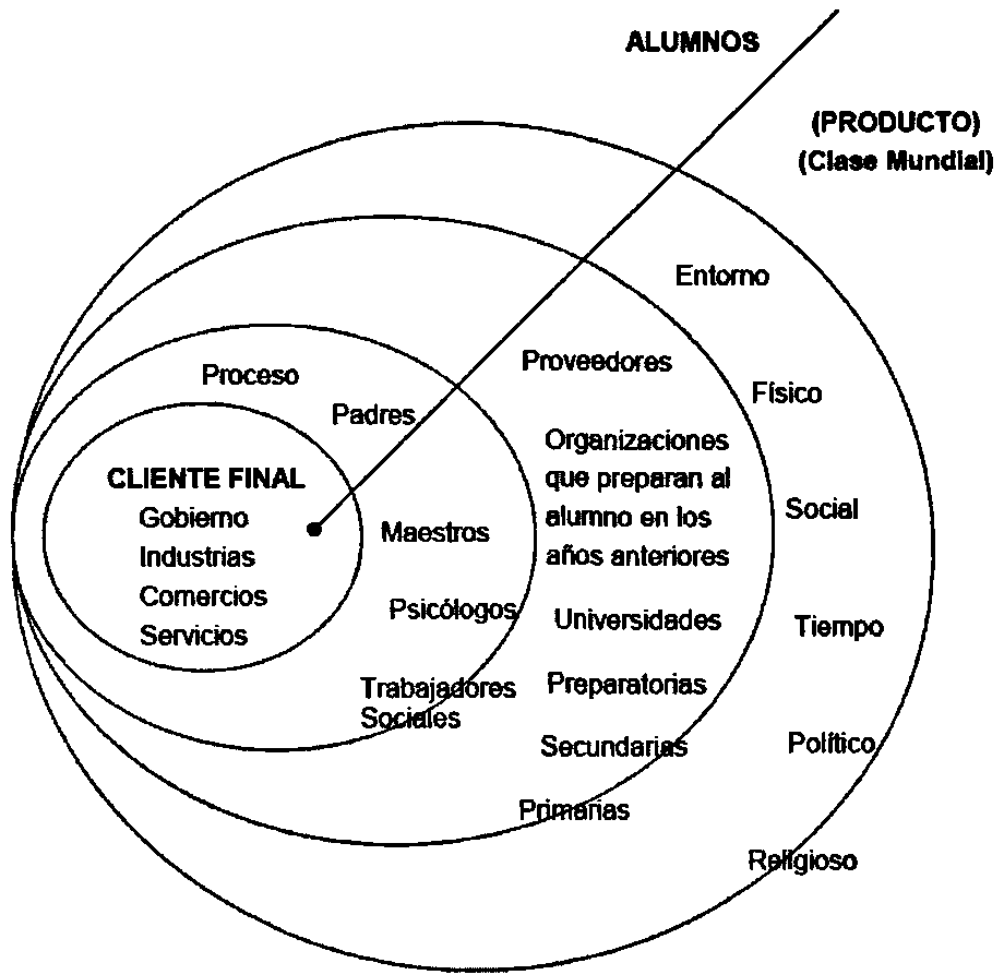 ALUMNOS
(PRODUCTO)
(Clase Mundial)
Entorno
Físico
Social
Tiempo
Político
Religioso
Proveedores
Organizaciones
que preparan al
alumno en los
años anteriores
Universidades
Preparatorias
Secundarias
Primarias
Proceso
Padres
Maestros
Psicólogos
Trabajadores
Sociales
CLIENTE FINAL
Gobierno
Industrias
Comercios
Servicios